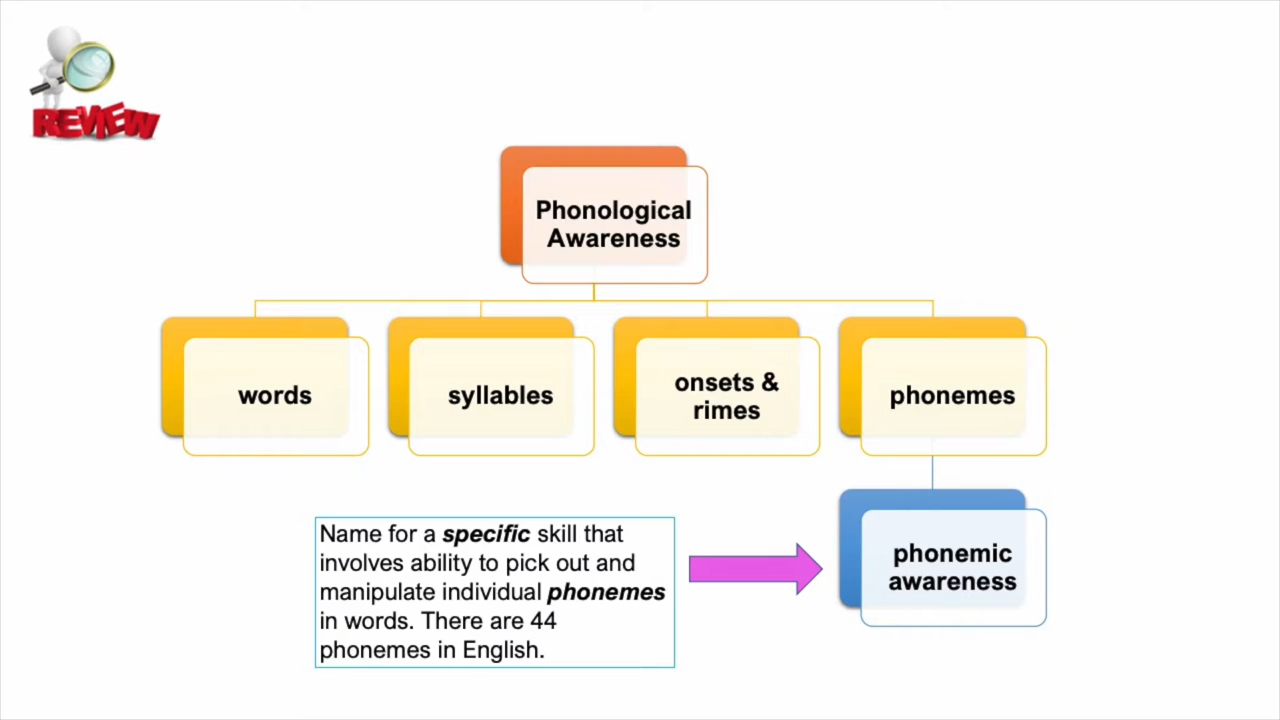 REVIEW
Phonological
Awareness
words
syllables
onsets &
rimes
phonemes
Name for a specific skill that
involves ability to pick out and
manipulate individual phonemes
in words. There are 44
phonemes in English.
phonemic
awareness